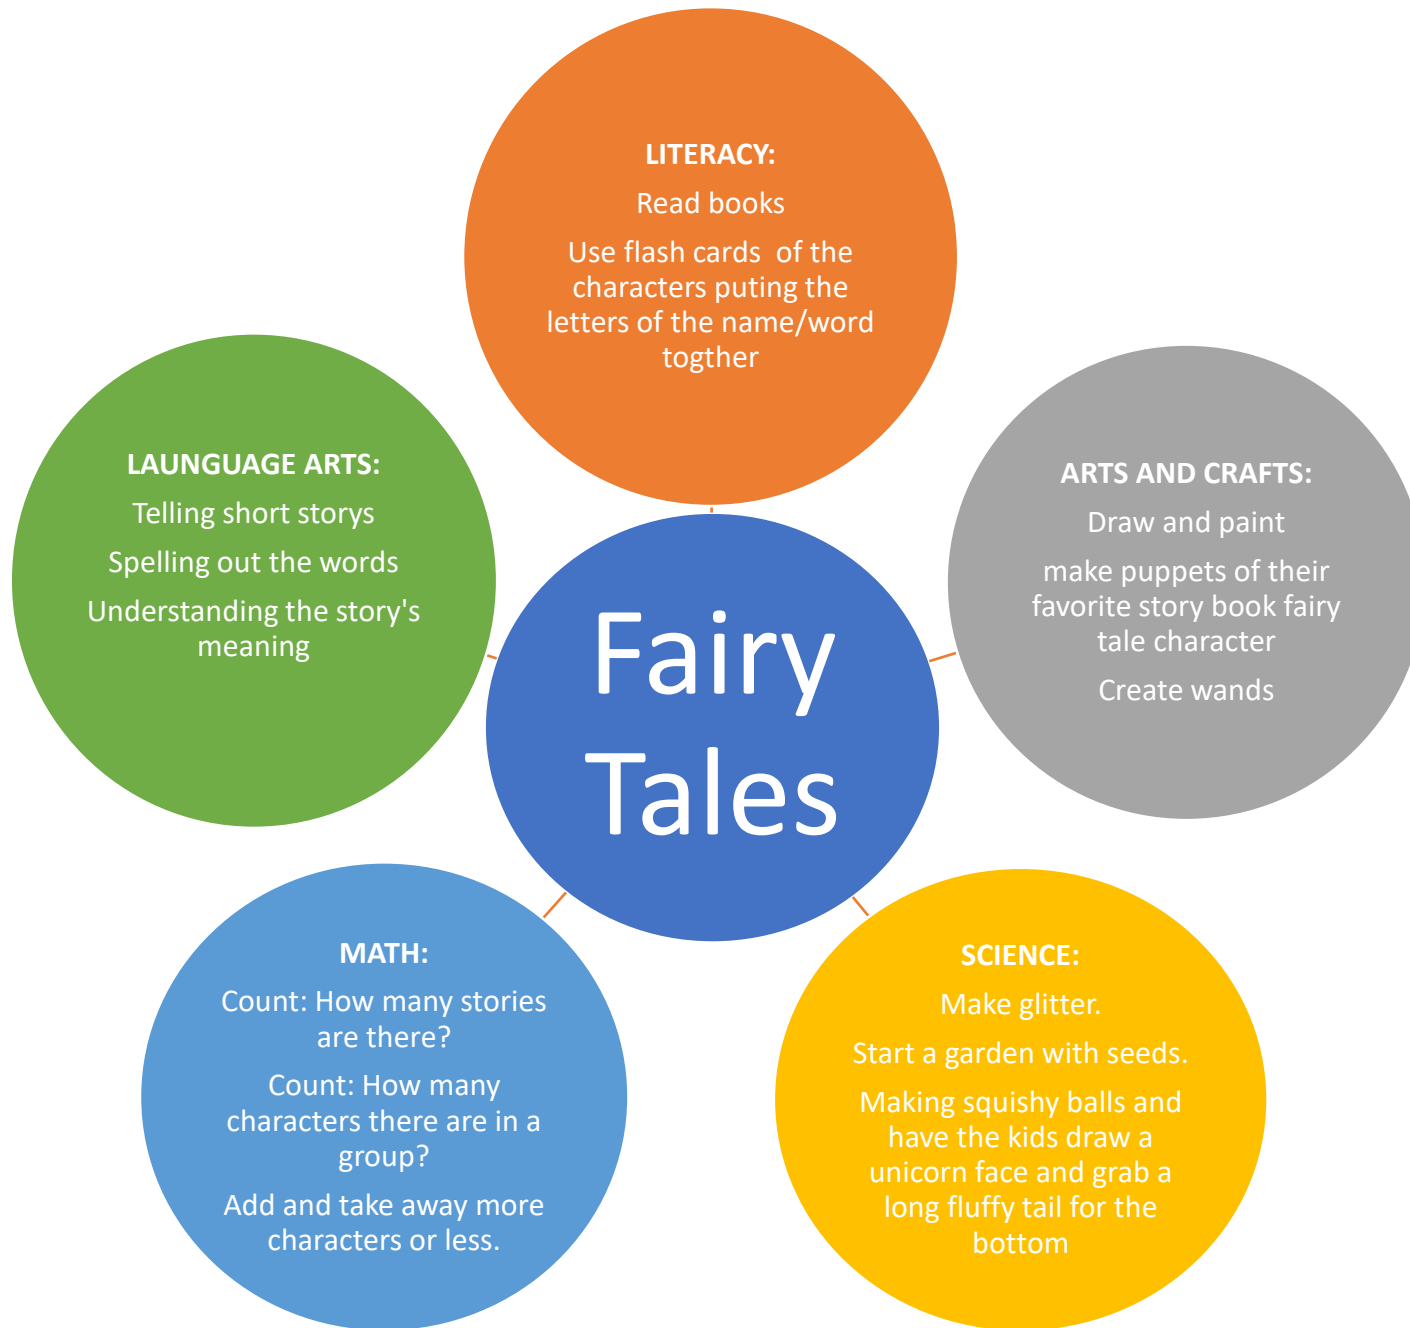 LITERACY:
Read books
Use flash cards  of the
characters puting the
letters of the name/word
togther
LAUNGUAGE ARTS:
Telling short storys
Spelling out the words
Understanding the story's
meaning
ARTS AND CRAFTS:
Draw and paint
make puppets of their
favorite story book fairy
tale character
Create wands
Fairy
Tales
MATH:
Count: How many stories
are there?
Count: How many
characters there are in a
group?
Add and take away more
characters or less.
SCIENCE:
Make glitter.
Start a garden with seeds.
Making squishy balls and
have the kids draw a
unicorn face and grab a
long fluffy tail for the
bottom